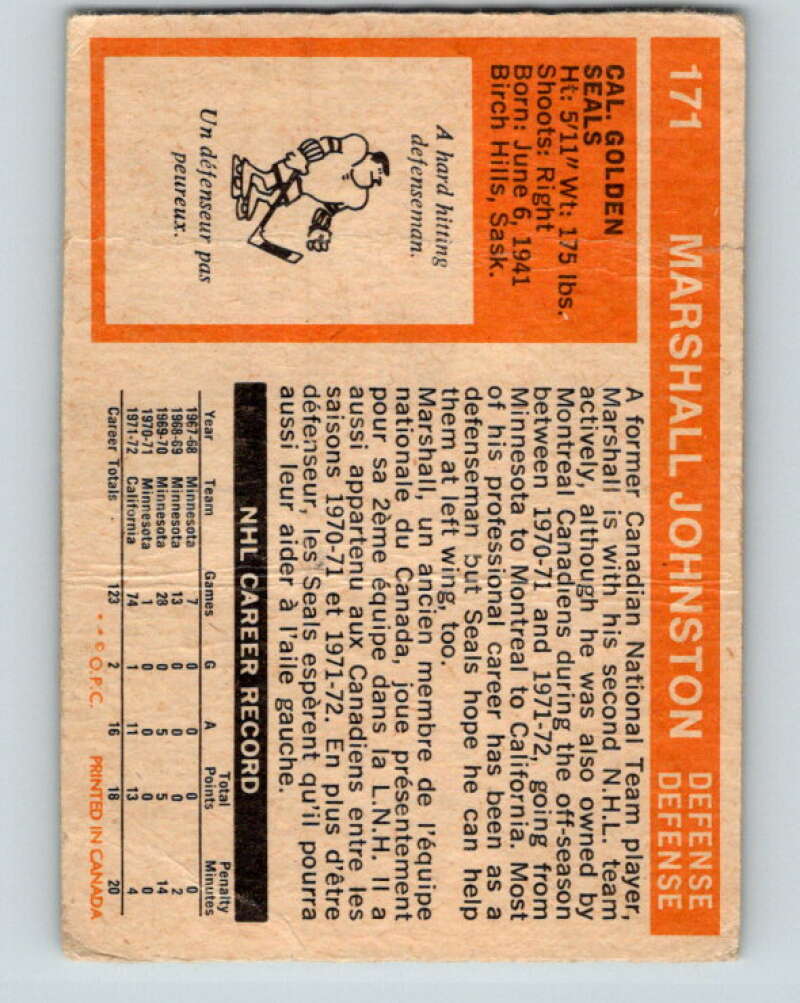 171 MARSHALL JOHNSTON DEFENSE
DEFENSE
CAL. GOLDEN
SEALS
Ht: 5'11" Wt: 175 lbs.
Shoots: Right
Born: June 6, 1941
Birch Hills, Sask.
A hard hitting
defenseman.
Un défenseur pas
peureux.
A former Canadian National Team player,
Marshall is with his second N.H.L. team
actively, although he was also owned by
Montreal Canadiens during the off-season
between 1970-71 and 1971-72, going from
Minnesota to Montreal to California. Most
of his professional career has been as a
defenseman but Seals hope he can help
them at left wing, too.
Marshall, un ancien membre de l'équipe
nationale du Canada, joue présentement
pour sa 2ème équipe dans la L.N.H. Il a
aussi appartenu aux Canadiens entre les
saisons 1970-71 et 1971-72. En plus d'être
défenseur, les Seals espèrent qu'il pourra
aussi leur aider à l'aile gauche.
NHL CAREER RECORD
Year Team Games G A Total Points Penalty Minutes
1967-68 Minnesota 7 0 0 0 0
1968-69 Minnesota 13 0 0 0 2
1969-70 Minnesota 28 0 5 5 14
1970-71 Minnesota 1 0 0 0 0
1971-72 California 74 1 11 13 4
Career Totals 123 2 16 18 20
* * © O.P.C. PRINTED IN CANADA